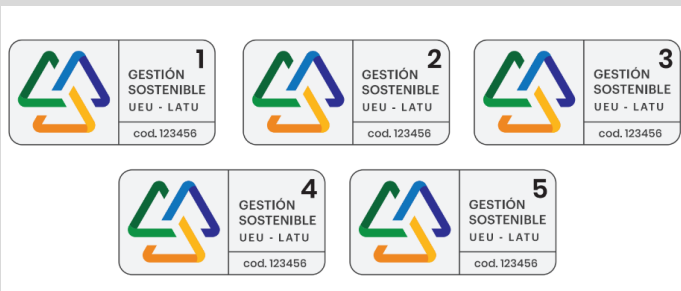 1
GESTIÓN
SOSTENIBLE
UEU - LATU
cod. 123456
2
GESTIÓN
SOSTENIBLE
UEU - LATU
cod. 123456
3
GESTIÓN
SOSTENIBLE
UEU - LATU
cod. 123456
4
GESTIÓN
SOSTENIBLE
UEU - LATU
cod. 123456
5
GESTIÓN
SOSTENIBLE
UEU - LATU
cod. 123456